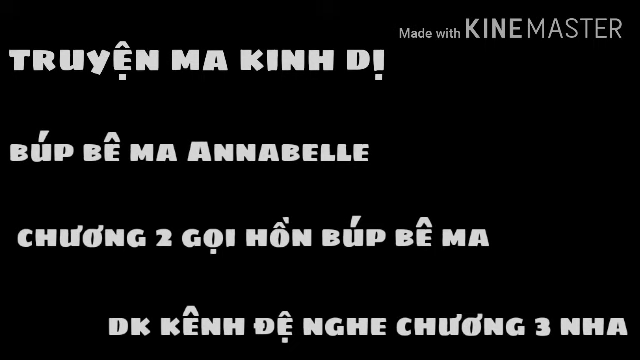 Made with KINEMASTER
TRUYỆN MA KINH DỊ
BÚP BÊ MA ANNABELLE
CHƯƠNG 2 GỌI HỒN BÚP BÊ MA
DK KÊNH ĐỆ NGHE CHƯƠNG 3 NHA